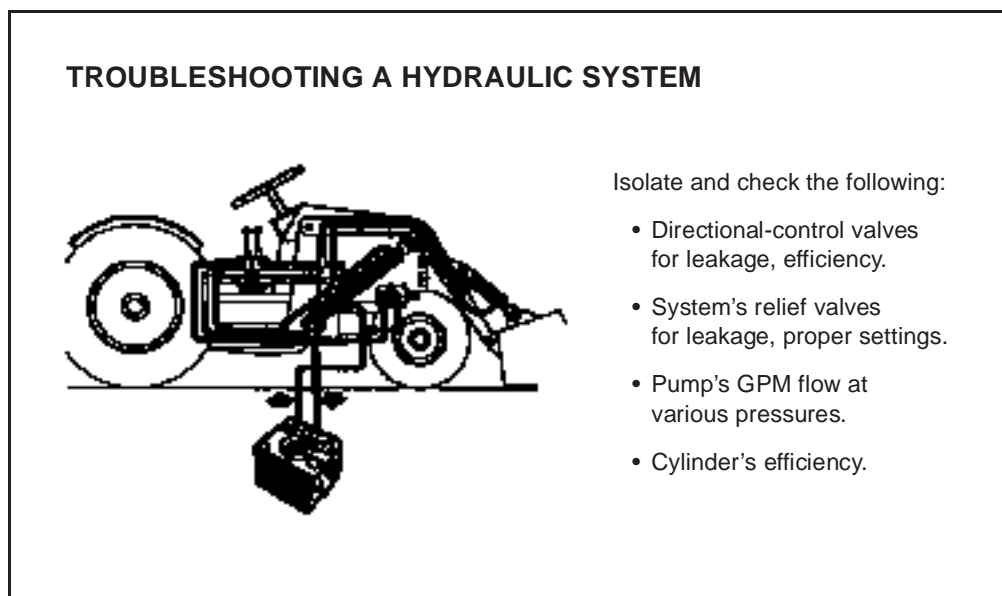 TROUBLESHOOTING A HYDRAULIC SYSTEM
Isolate and check the following:
• Directional-control valves
for leakage, efficiency.
• System’s relief valves
for leakage, proper settings.
• Pump’s GPM flow at
various pressures.
• Cylinder’s efficiency.